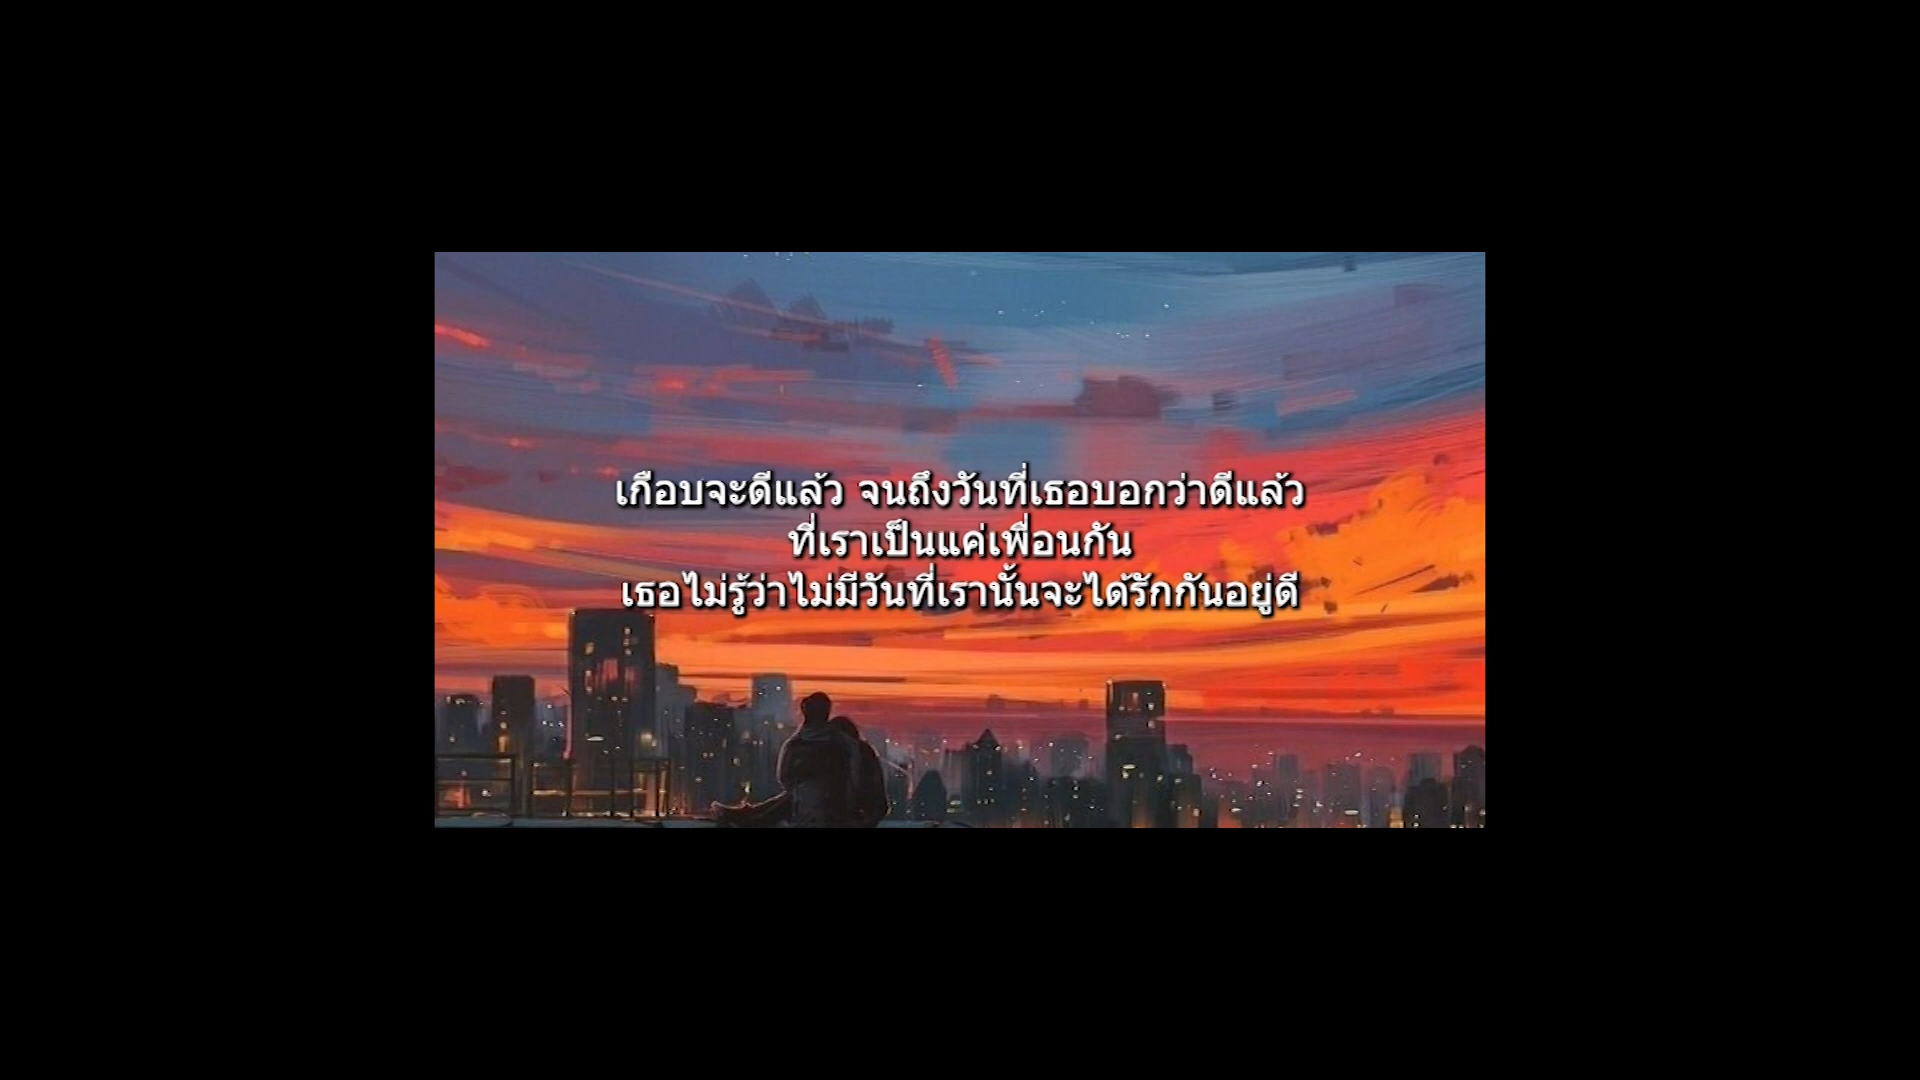 เกือบจะดีแล้ว จนถึงวันที่เธอบอกว่าดีแล้ว
ที่เราเป็นแค่เพื่อนกัน
เธอไม่รู้ว่าไม่มีวันที่เรานั้นจะได้รักกันอยู่ดี